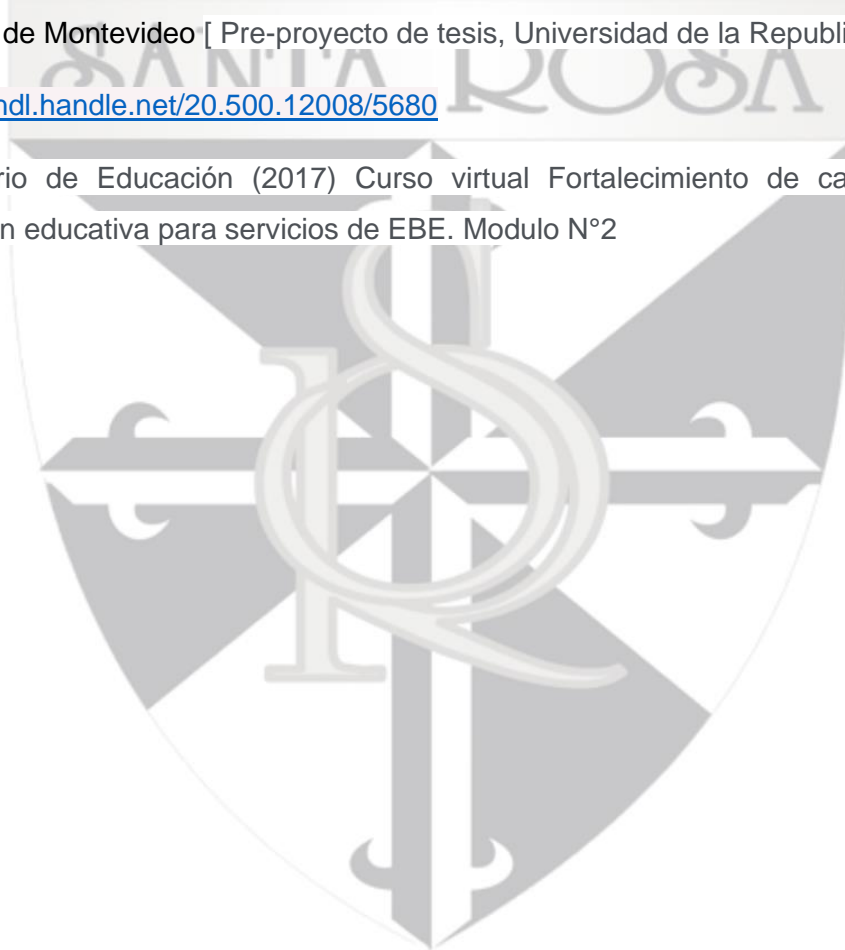 de Montevideo [ Pre-proyecto de tesis, Universidad de la Republi
SANTA ROSA
ndl.handle.net/20.500.12008/5680
rio de Educación (2017) Curso virtual Fortalecimiento de ca
n educativa para servicios de EBE. Modulo N°2
SR